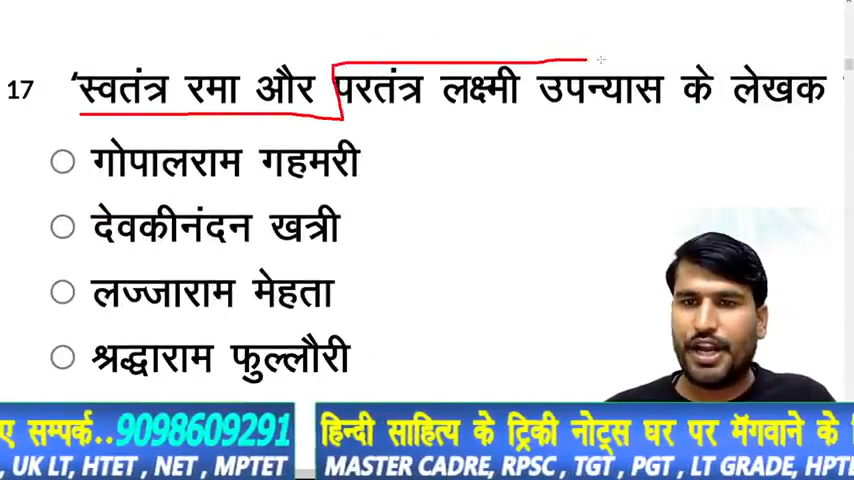 17 'स्वतंत्र रमा और परतंत्र लक्ष्मी उपन्यास के लेखक
गोपालराम गहमरी
देवकीनंदन खत्री
लज्जाराम मेहता
श्रद्धाराम फुल्लौरी
ए सम्पर्क..9098609291
, UK LT, HTET , NET , MPTET
हिन्दी साहित्य के ट्रिकी नोट्स घर पर मॅगवाने के
MASTER CADRE, RPSC , TGT , PGT , LT GRADE, HPTE